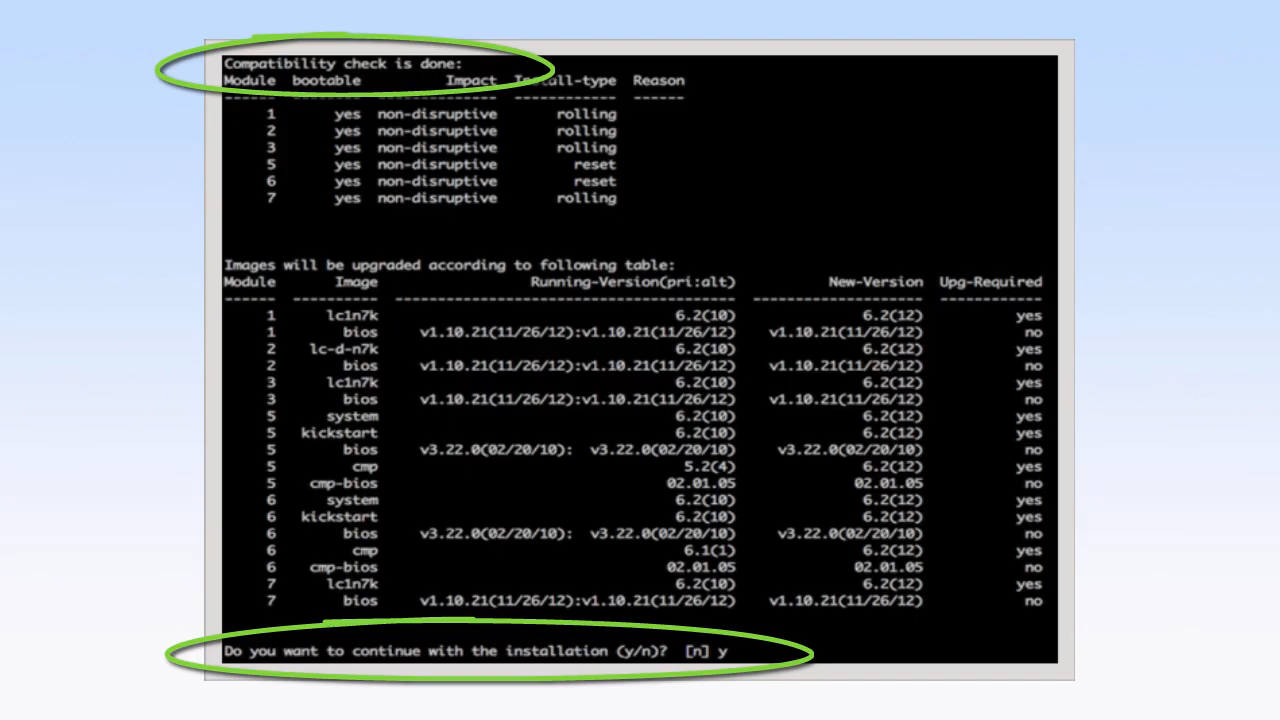 Compatibility check is done:
Module bootable Impact Install-type Reason
------ -------- -------------- ------------ ------
1 yes non-disruptive rolling
2 yes non-disruptive rolling
3 yes non-disruptive rolling
5 yes non-disruptive reset
6 yes non-disruptive reset
7 yes non-disruptive rolling
Images will be upgraded according to following table:
Module Image Running-Version(pri:alt) New-Version Upg-Required
------ ---------- ---------------------------------------- -------------------- ------------
1 lc1n7k 6.2(10) 6.2(12) yes
1 bios v1.10.21(11/26/12):v1.10.21(11/26/12) v1.10.21(11/26/12) no
2 lc-d-n7k 6.2(10) 6.2(12) yes
2 bios v1.10.21(11/26/12):v1.10.21(11/26/12) v1.10.21(11/26/12) no
3 lc1n7k 6.2(10) 6.2(12) yes
3 bios v1.10.21(11/26/12):v1.10.21(11/26/12) v1.10.21(11/26/12) no
5 system 6.2(10) 6.2(12) yes
5 kickstart 6.2(10) 6.2(12) yes
5 bios v3.22.0(02/20/10): v3.22.0(02/20/10) v3.22.0(02/20/10) no
5 cmp 5.2(4) 6.2(12) yes
5 cmp-bios 02.01.05 02.01.05 no
6 system 6.2(10) 6.2(12) yes
6 kickstart 6.2(10) 6.2(12) yes
6 bios v3.22.0(02/20/10): v3.22.0(02/20/10) v3.22.0(02/20/10) no
6 cmp 6.1(1) 6.2(12) yes
6 cmp-bios 02.01.05 02.01.05 no
7 lc1n7k 6.2(10) 6.2(12) yes
7 bios v1.10.21(11/26/12):v1.10.21(11/26/12) v1.10.21(11/26/12) no
Do you want to continue with the installation (y/n)? [n] y